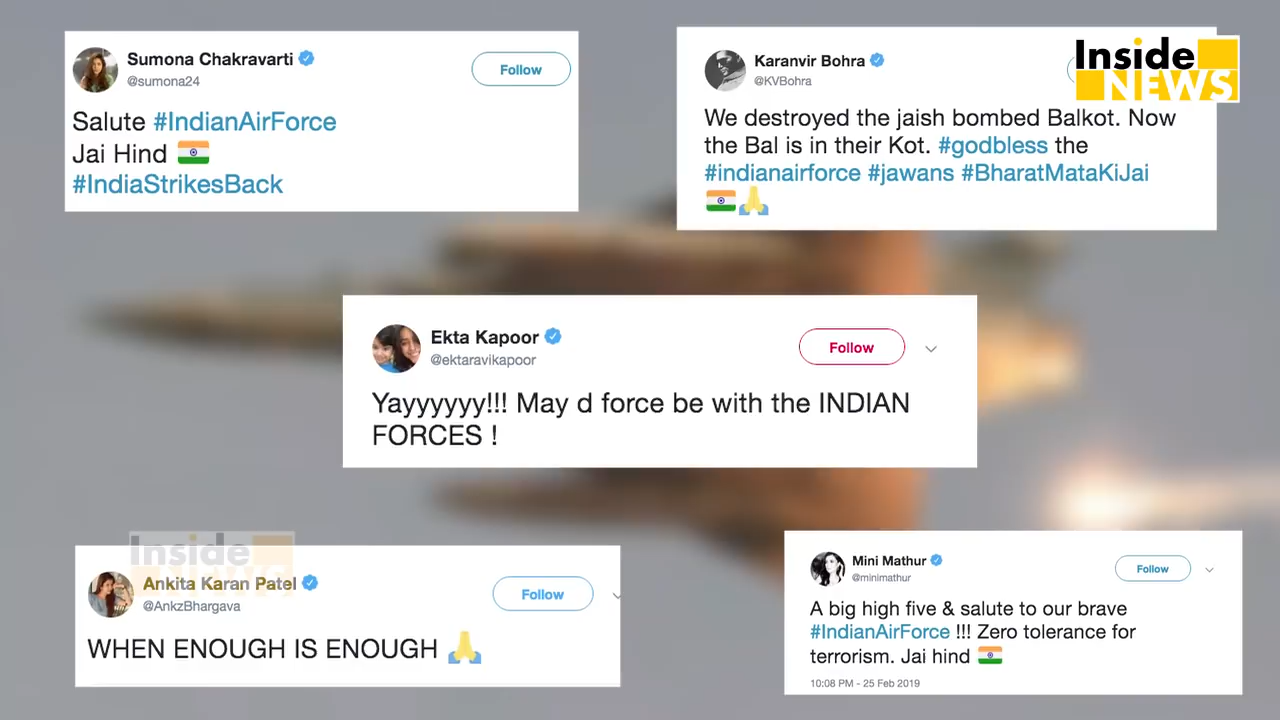 Sumona Chakravarti
@sumona24
Follow
Salute #IndianAirForce
Jai Hind 🇮🇳
#IndiaStrikesBack
Karanvir Bohra
@KVBohra
Inside
NEWS
We destroyed the jaish bombed Balkot. Now
the Bal is in their Kot. #godbless the
#indianairforce #jawans #BharatMataKiJai
🇮🇳🙏
Ekta Kapoor
@ektaravikapoor
Follow
Yayyyyyy!!! May d force be with the INDIAN
FORCES !
Inside
NEWS
Ankita Karan Patel
@AnkzBhargava
Follow
WHEN ENOUGH IS ENOUGH 🙏
Mini Mathur
@minimathur
Follow
A big high five & salute to our brave
#IndianAirForce !!! Zero tolerance for
terrorism. Jai hind 🇮🇳
10:08 PM - 25 Feb 2019